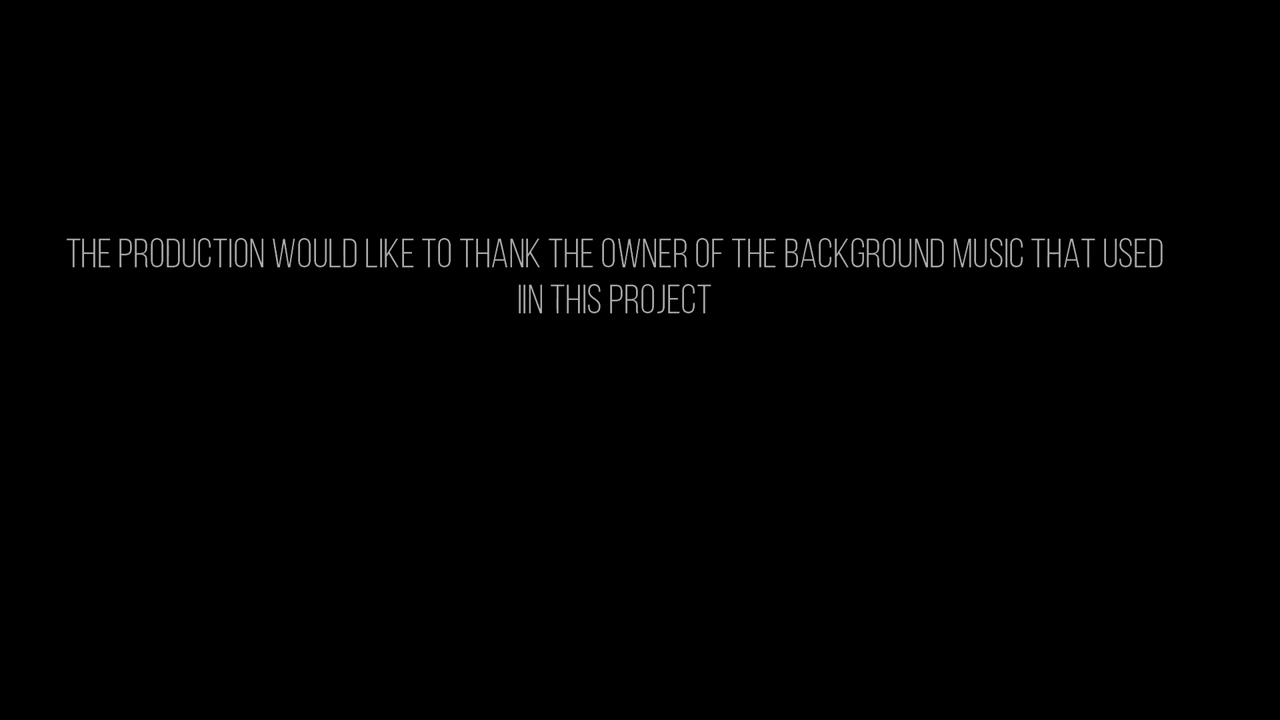 THE PRODUCTION WOULD LIKE TO THANK THE OWNER OF THE BACKGROUND MUSIC THAT USED
IIN THIS PROJECT